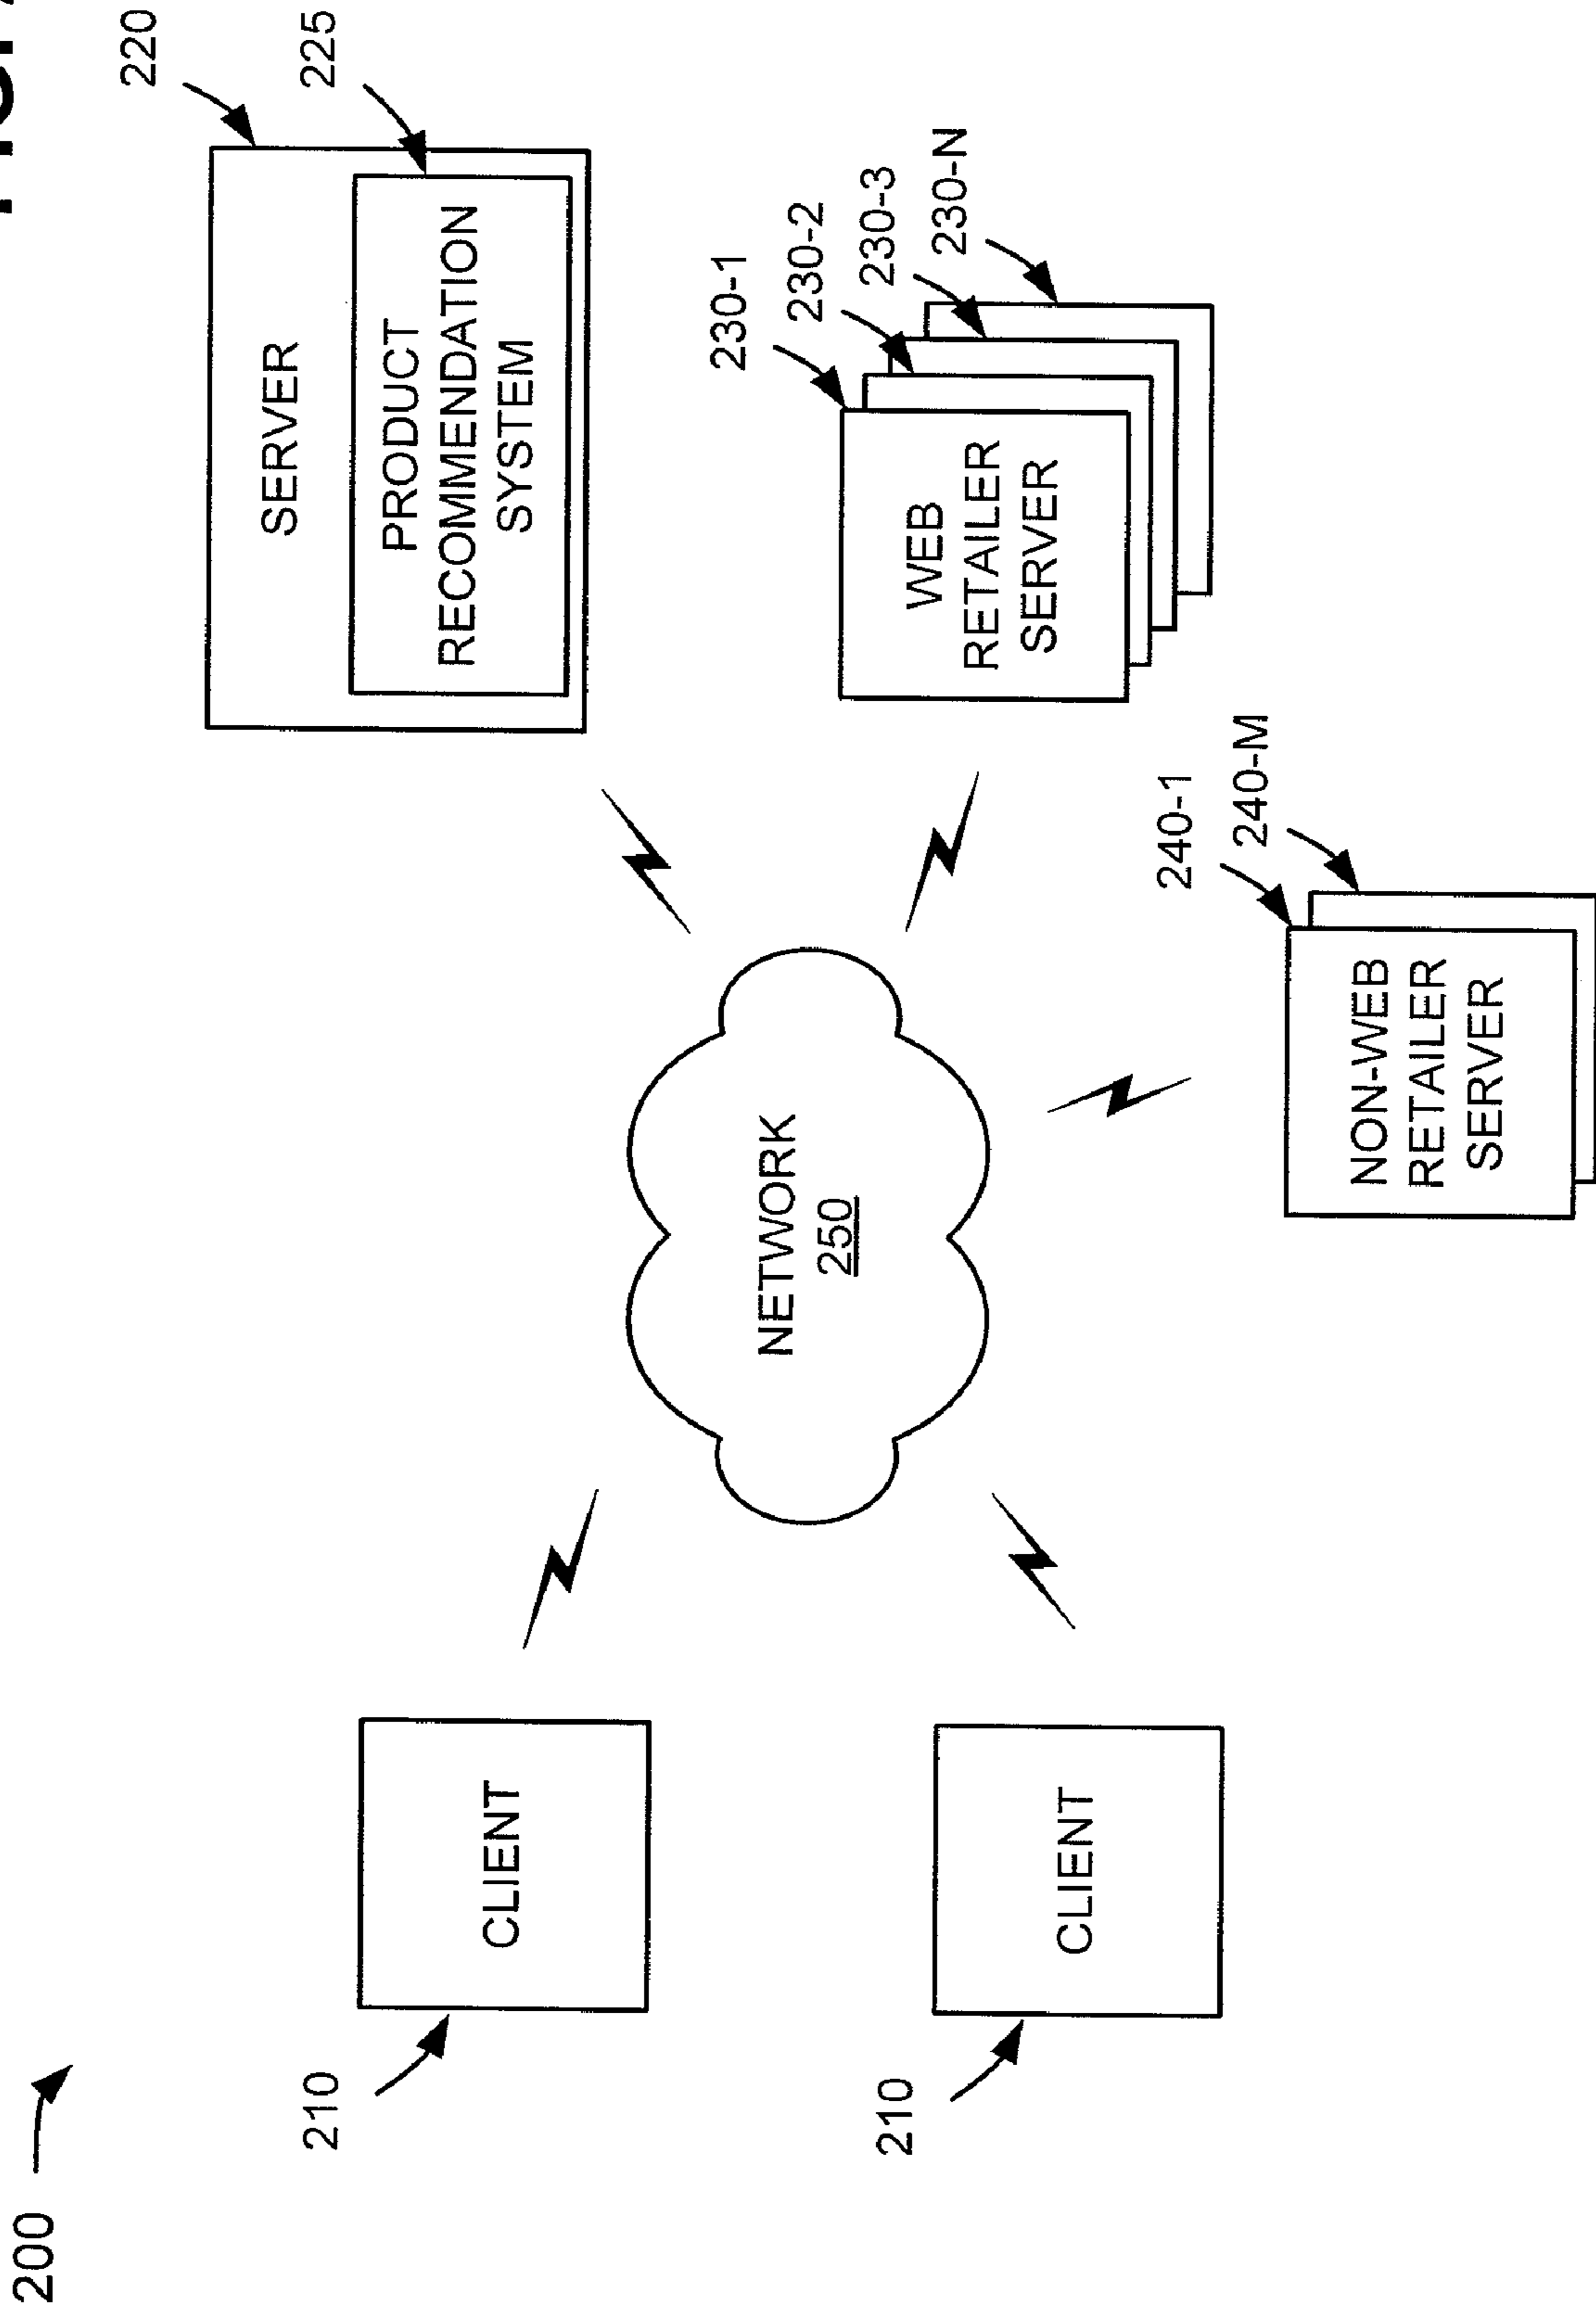 200
220
SERVER
225
PRODUCT
RECOMMENDATION
SYSTEM
210
CLIENT
NETWORK
250
230-1
230-2
230-3
230-N
WEB
RETAILER
SERVER
210
CLIENT
240-1
240-M
NON-WEB
RETAILER
SERVER